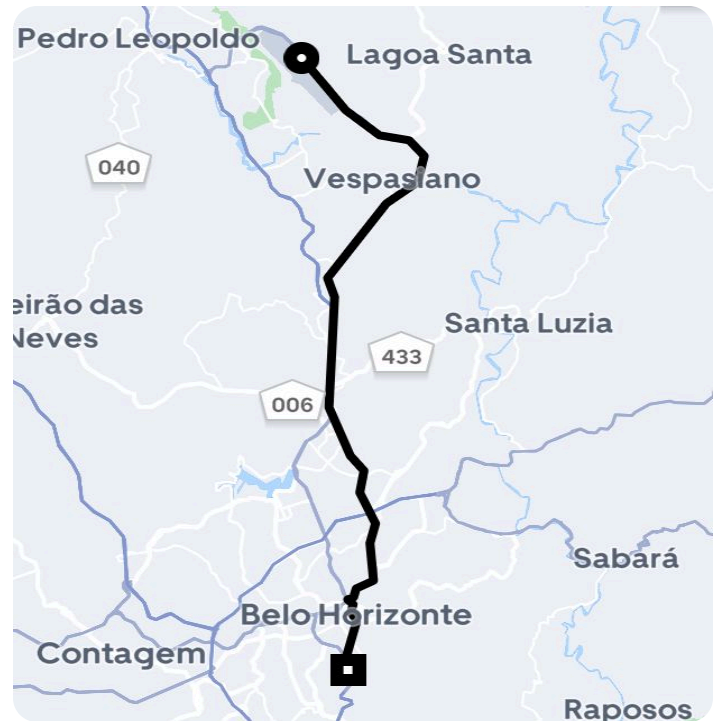 Pedro Leopoldo
Lagoa Santa
040
Vespasiano
eirão das
Neves
Santa Luzia
433
006
Sabará
Belo Horizonte
Contagem
Raposos